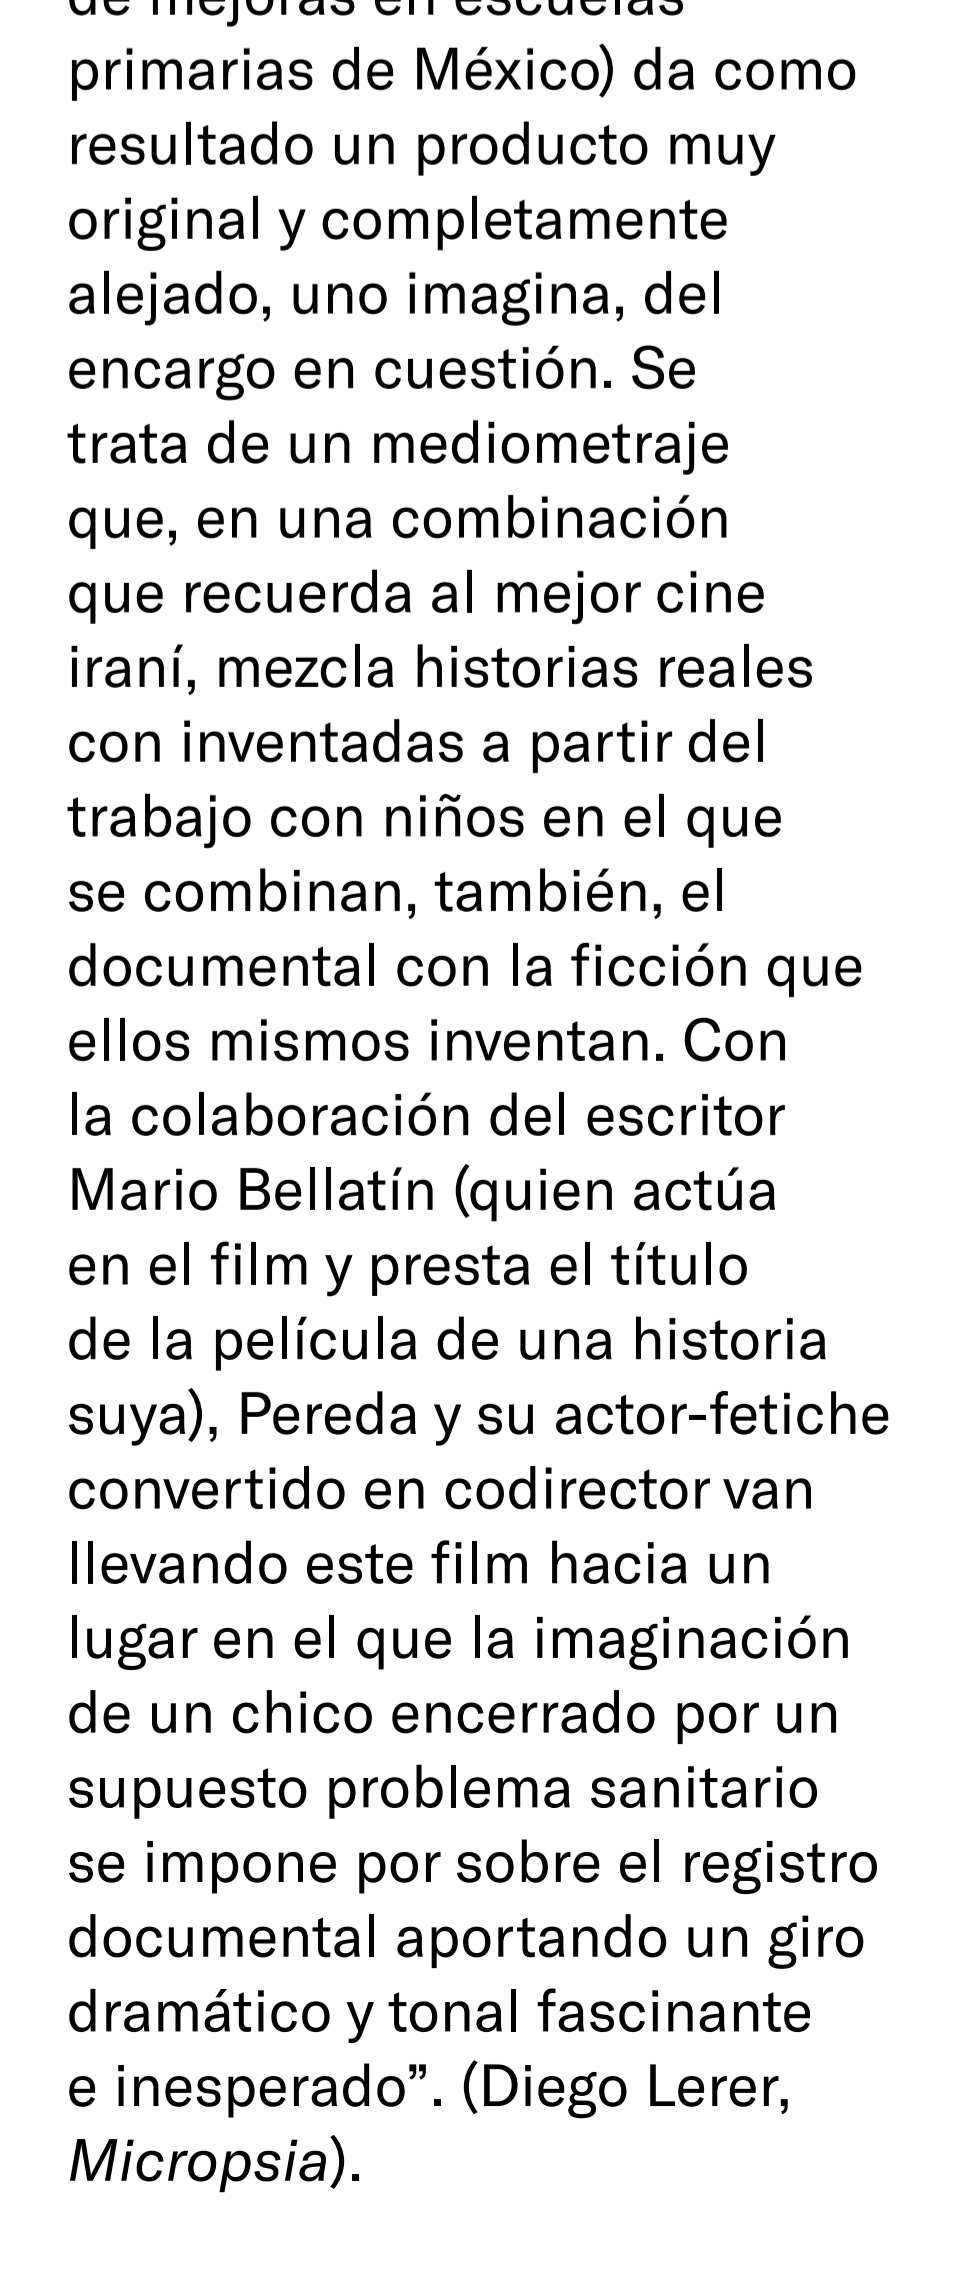 de mejoras en escuelas
primarias de México) da como
resultado un producto muy
original y completamente
alejado, uno imagina, del
encargo en cuestión. Se
trata de un mediometraje
que, en una combinación
que recuerda al mejor cine
iraní, mezcla historias reales
con inventadas a partir del
trabajo con niños en el que
se combinan, también, el
documental con la ficción que
ellos mismos inventan. Con
la colaboración del escritor
Mario Bellatín (quien actúa
en el film y presta el título
de la película de una historia
suya), Pereda y su actor-fetiche
convertido en codirector van
llevando este film hacia un
lugar en el que la imaginación
de un chico encerrado por un
supuesto problema sanitario
se impone por sobre el registro
documental aportando un giro
dramático y tonal fascinante
e inesperado”. (Diego Lerer,
Micropsia).